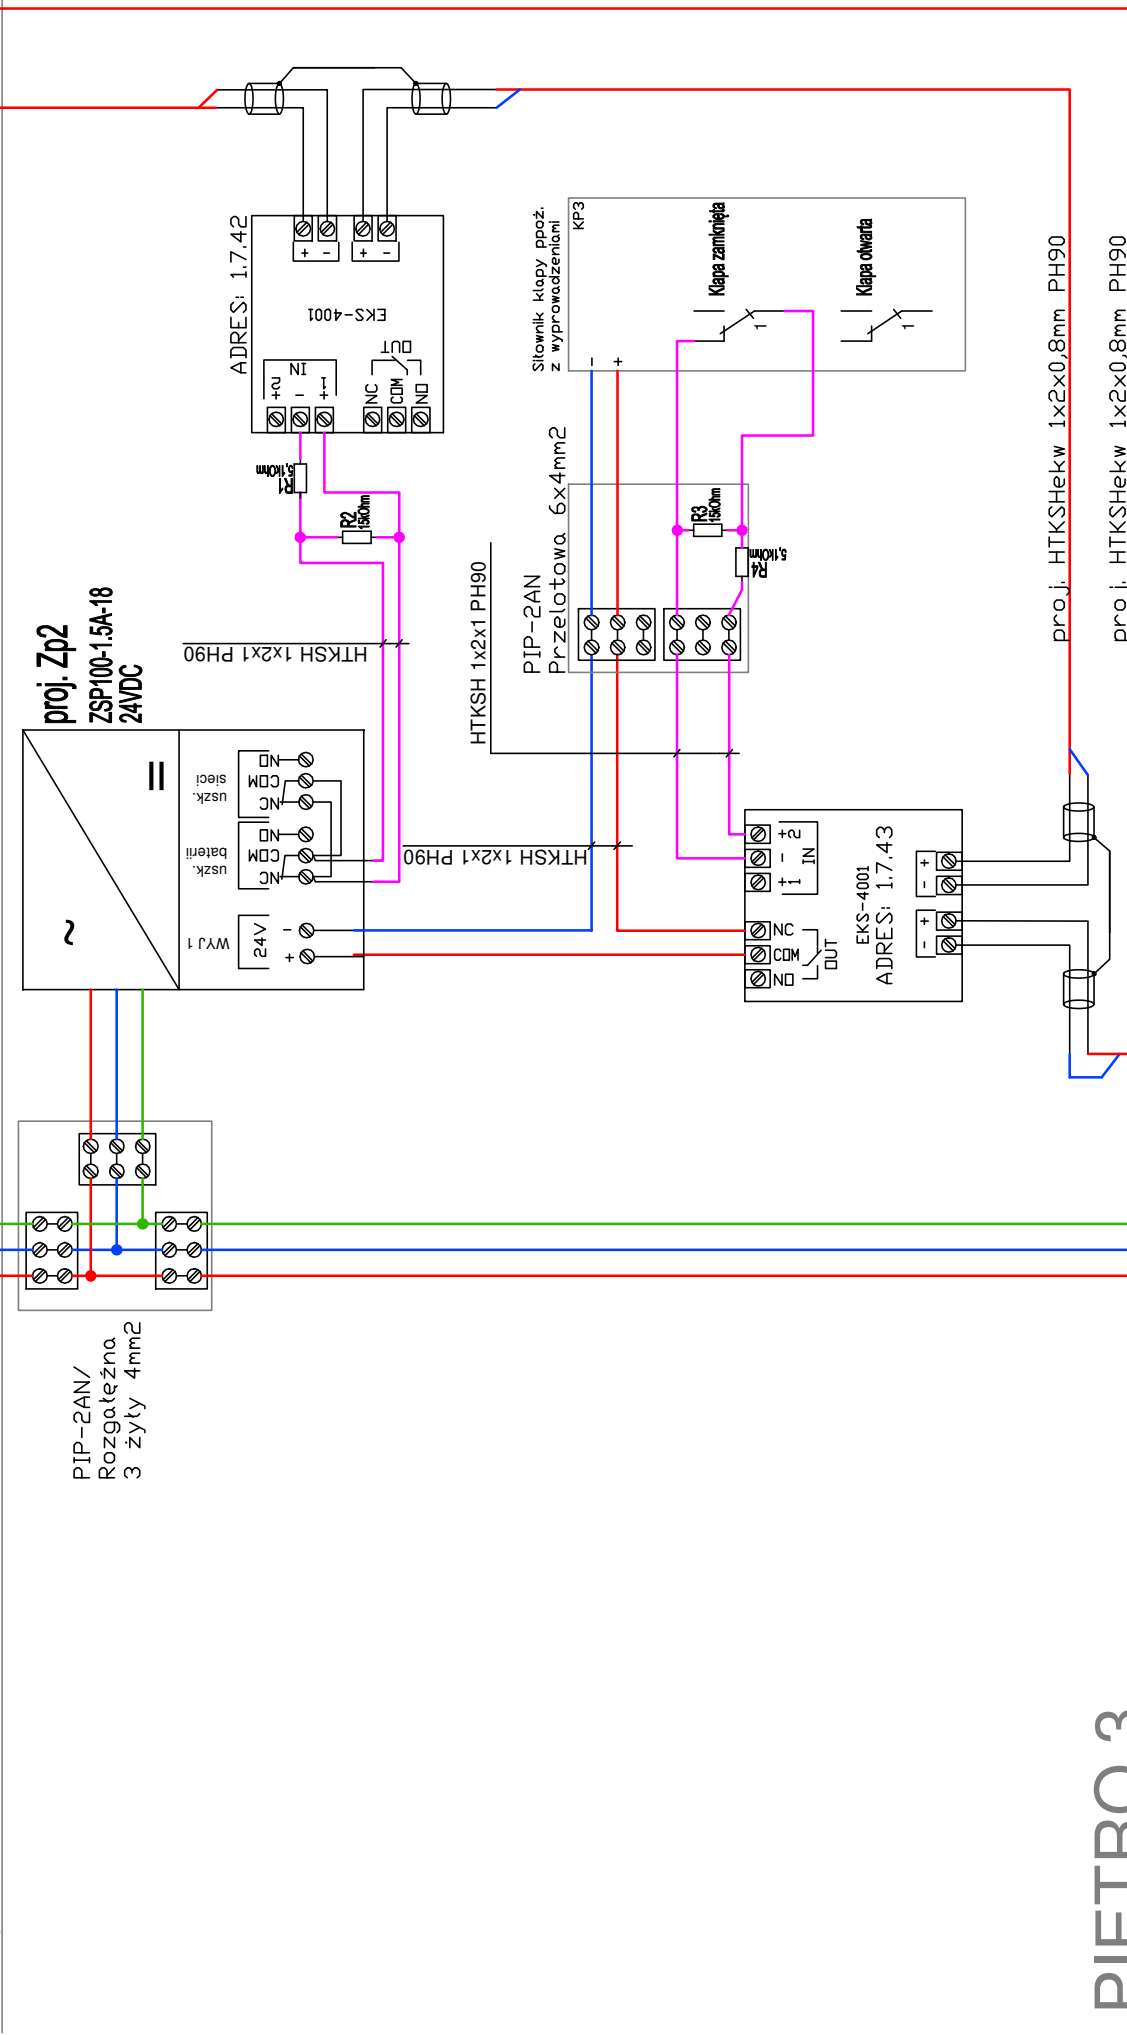 ADRES: 1.7.42
EKS-4001
+
-
+
-
IN
+2
-
+1
OUT
NC
COM
NO
R1
5,1kOhm
R2
15kOhm
HTKSH 1x2x1 PH90
proj. Zp2
ZSP100-1.5A-18
24VDC
~
=
uszk.
sieci
NO
COM
NC
uszk.
baterii
NO
COM
NC
WYJ 1
24V
-
+
HTKSH 1x2x1 PH90
Siłownik klapy ppoż.
z wyprowadzeniami
KP3
-
+
Klapa zamknięta
1
Klapa otwarta
1
PIP-2AN
Przelotowa 6x4mm2
R3
15kOhm
R4
5,1kOhm
HTKSH 1x2x1 PH90
+2
-
+1
IN
NC
COM
NO
OUT
EKS-4001
ADRES: 1.7.43
+
-
+
-
proj. HTKSHekw 1x2x0,8mm PH90
proj. HTKSHekw 1x2x0,8mm PH90
PIP-2AN/
Rozgałęźna
3 żyły 4mm2
PIĘTRO 3